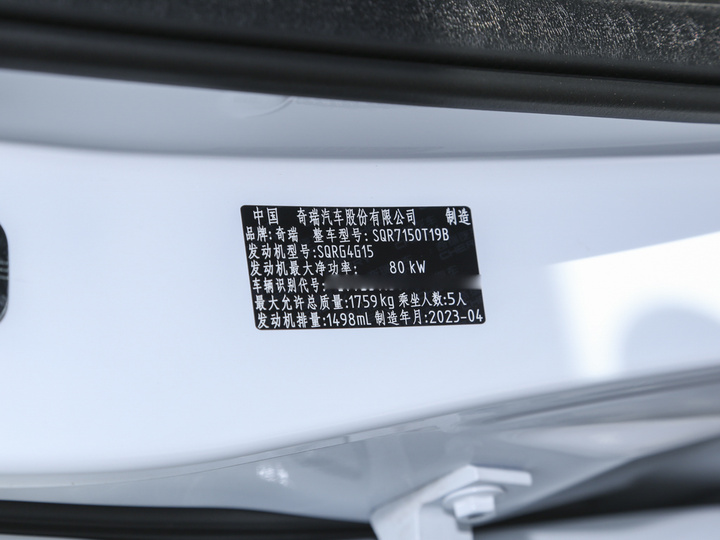 中国 奇瑞汽车股份有限公司 制造
品牌:奇瑞 整车型号:SQR7150T19B
发动机型号:SQRG4G15
发动机最大净功率: 80 kW
车辆识别代号:
最大允许总质量:1759kg 乘坐人数:5人
发动机排量:1498mL 制造年月:2023-04